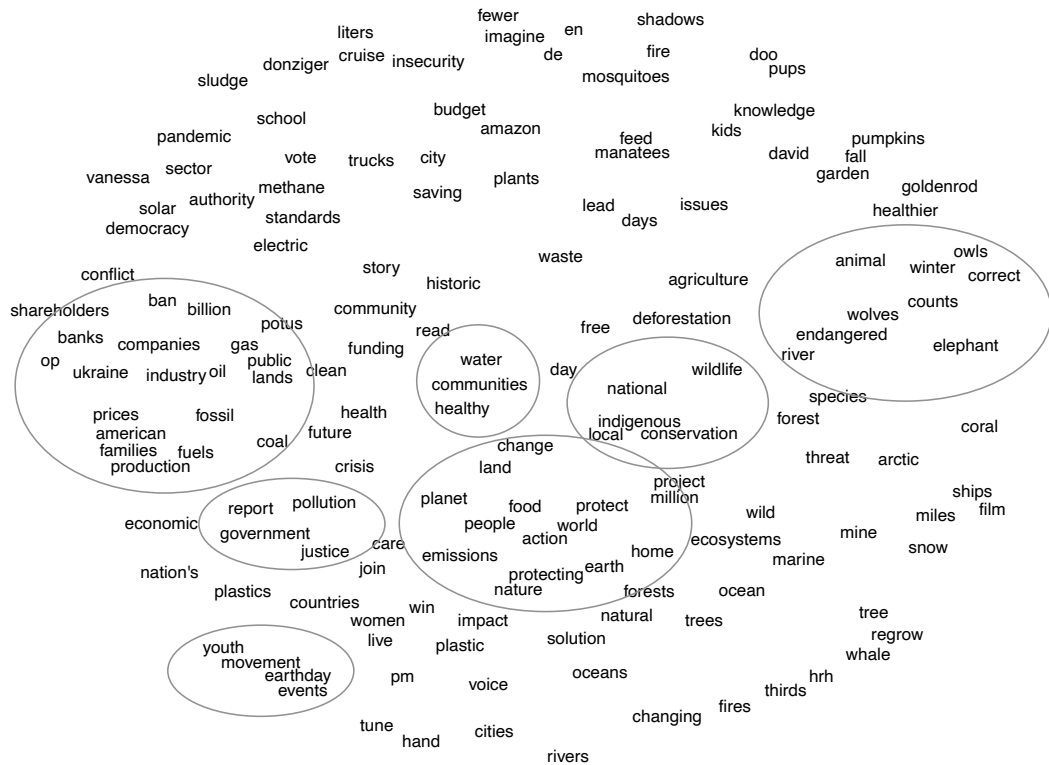 fewer
shadows
en
liters
imagine
cruise
de
fire
doo
insecurity
donziger
pups
sludge
mosquitoes
budget
knowledge
school
amazon
kids
pandemic
feed
pumpkins
manatees
david
fall
vote
trucks
city
sector
garden
vanessa
plants
methane
goldenrod
saving
authority
lead
issues
solar
healthier
standards
days
democracy
electric
owls
waste
animal
winter
story
correct
conflict
historic
agriculture
ban
counts
shareholders
billion
community
wolves
potus
deforestation
read
free
endangered
banks
companies
gas
funding
elephant
river
op
public
water
ukraine
industry
oil
lands
clean
day
wildlife
communities
national
species
healthy
prices
fossil
health
forest
indigenous
coral
american
future
local
conservation
coal
change
families
fuels
production
crisis
land
threat
arctic
project
planet
million
ships
report
pollution
food
protect
film
economic
people
world
wild
miles
government
action
ecosystems
mine
justice
care
emissions
home
snow
join
earth
marine
nation's
protecting
nature
plastics
forests
ocean
countries
win
natural
tree
women
impact
trees
live
solution
regrow
youth
plastic
whale
movement
earthday
pm
oceans
hrh
events
voice
thirds
fires
changing
tune
cities
hand
rivers